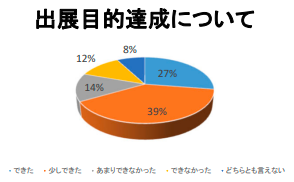 出展目的達成について
8%
12%
27%
14%
39%
・できた ・少しできた ・あまりできなかった ・できなかった ・どちらとも言えない